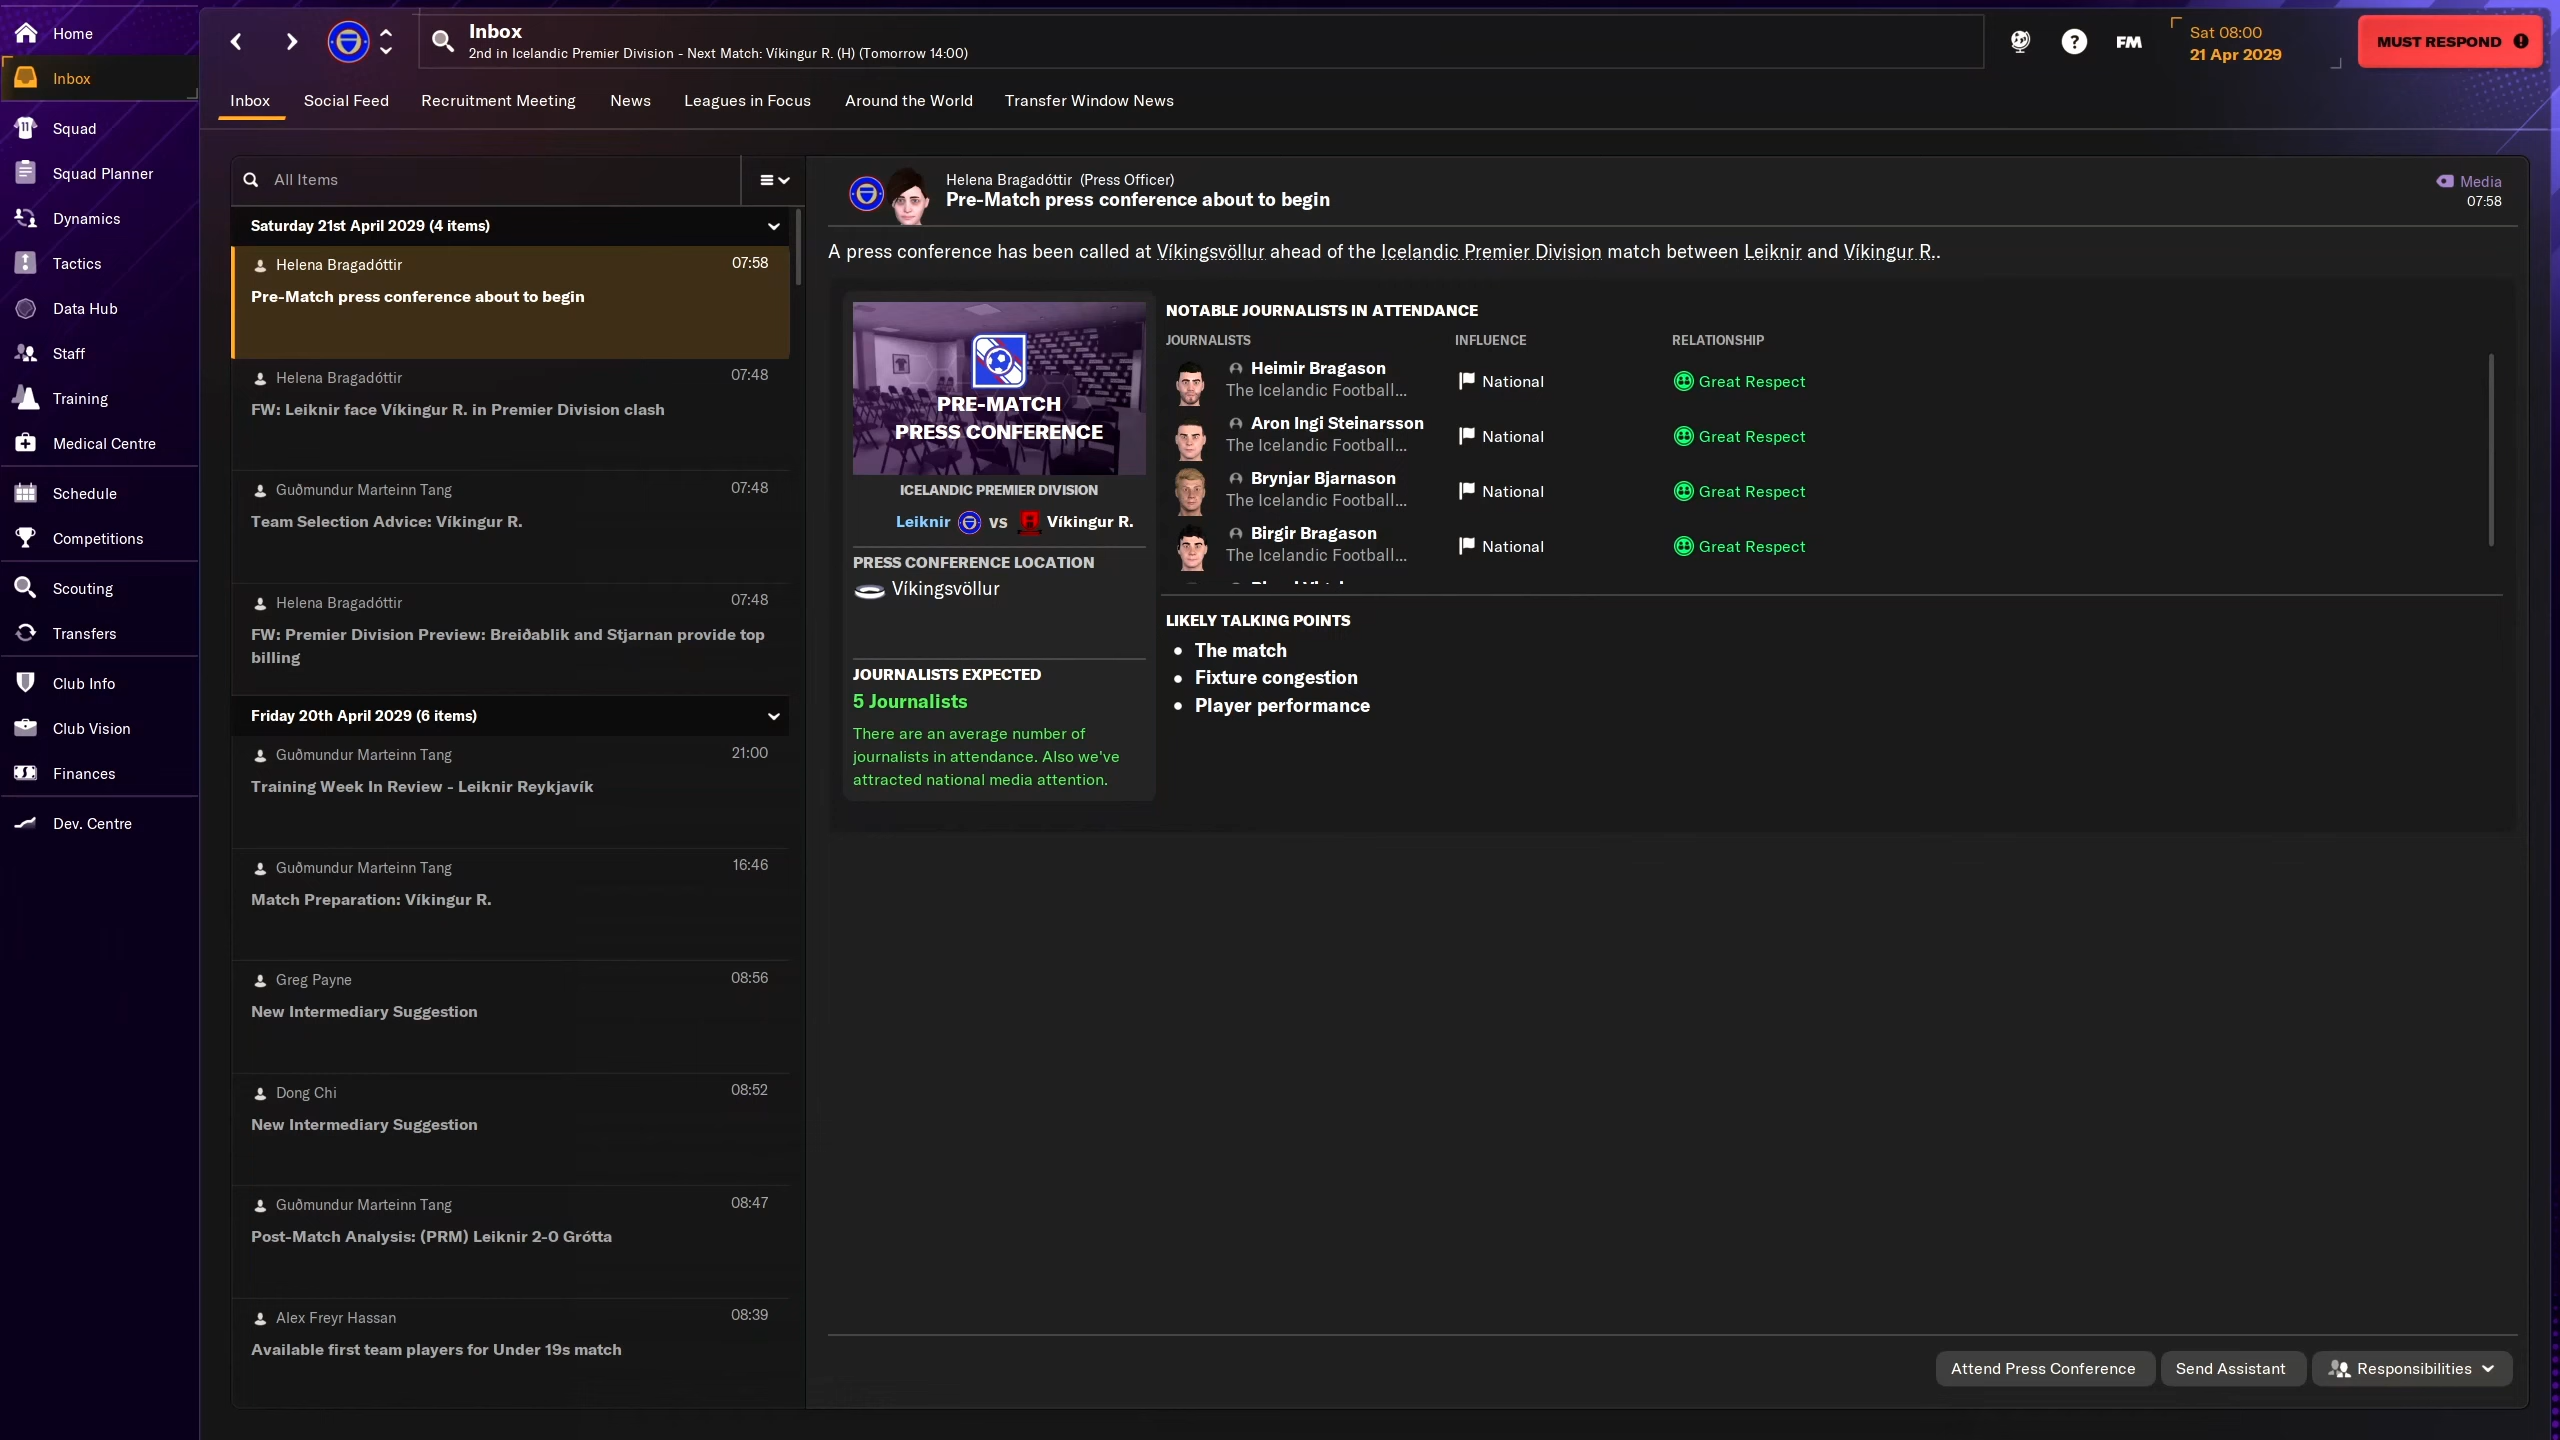 Home
Inbox
Squad
Squad Planner
Dynamics
Tactics
Data Hub
Staff
Training
Medical Centre
Schedule
Competitions
Scouting
Transfers
Club Info
Club Vision
Finances
Dev. Centre
Inbox
2nd in Icelandic Premier Division - Next Match: Víkingur R. (H) (Tomorrow 14:00)
FM
Sat 08:00
21 Apr 2029
MUST RESPOND
Inbox Social Feed Recruitment Meeting News Leagues in Focus Around the World Transfer Window News
All Items
Saturday 21st April 2029 (4 items)
Helena Bragadóttir 07:58
Pre-Match press conference about to begin
Helena Bragadóttir 07:48
FW: Leiknir face Víkingur R. in Premier Division clash
Guðmundur Marteinn Tang 07:48
Team Selection Advice: Víkingur R.
Helena Bragadóttir 07:48
FW: Premier Division Preview: Breiðablik and Stjarnan provide top
billing
Friday 20th April 2029 (6 items)
Guðmundur Marteinn Tang 21:00
Training Week In Review - Leiknir Reykjavík
Guðmundur Marteinn Tang 16:46
Match Preparation: Víkingur R.
Greg Payne 08:56
New Intermediary Suggestion
Dong Chi 08:52
New Intermediary Suggestion
Guðmundur Marteinn Tang 08:47
Post-Match Analysis: (PRM) Leiknir 2-0 Grótta
Alex Freyr Hassan 08:39
Available first team players for Under 19s match
Helena Bragadóttir (Press Officer)
Pre-Match press conference about to begin
Media
07:58
A press conference has been called at Víkingsvöllur ahead of the Icelandic Premier Division match between Leiknir and Víkingur R..
PRE-MATCH
PRESS CONFERENCE
ICELANDIC PREMIER DIVISION
Leiknir VS Víkingur R.
PRESS CONFERENCE LOCATION
Víkingsvöllur
JOURNALISTS EXPECTED
5 Journalists
There are an average number of
journalists in attendance. Also we've
attracted national media attention.
NOTABLE JOURNALISTS IN ATTENDANCE
JOURNALISTS INFLUENCE RELATIONSHIP
Heimir Bragason
The Icelandic Football...
National Great Respect
Aron Ingi Steinarsson
The Icelandic Football...
National Great Respect
Brynjar Bjarnason
The Icelandic Football...
National Great Respect
Birgir Bragason
The Icelandic Football...
National Great Respect
LIKELY TALKING POINTS
• The match
• Fixture congestion
• Player performance
Attend Press Conference Send Assistant Responsibilities